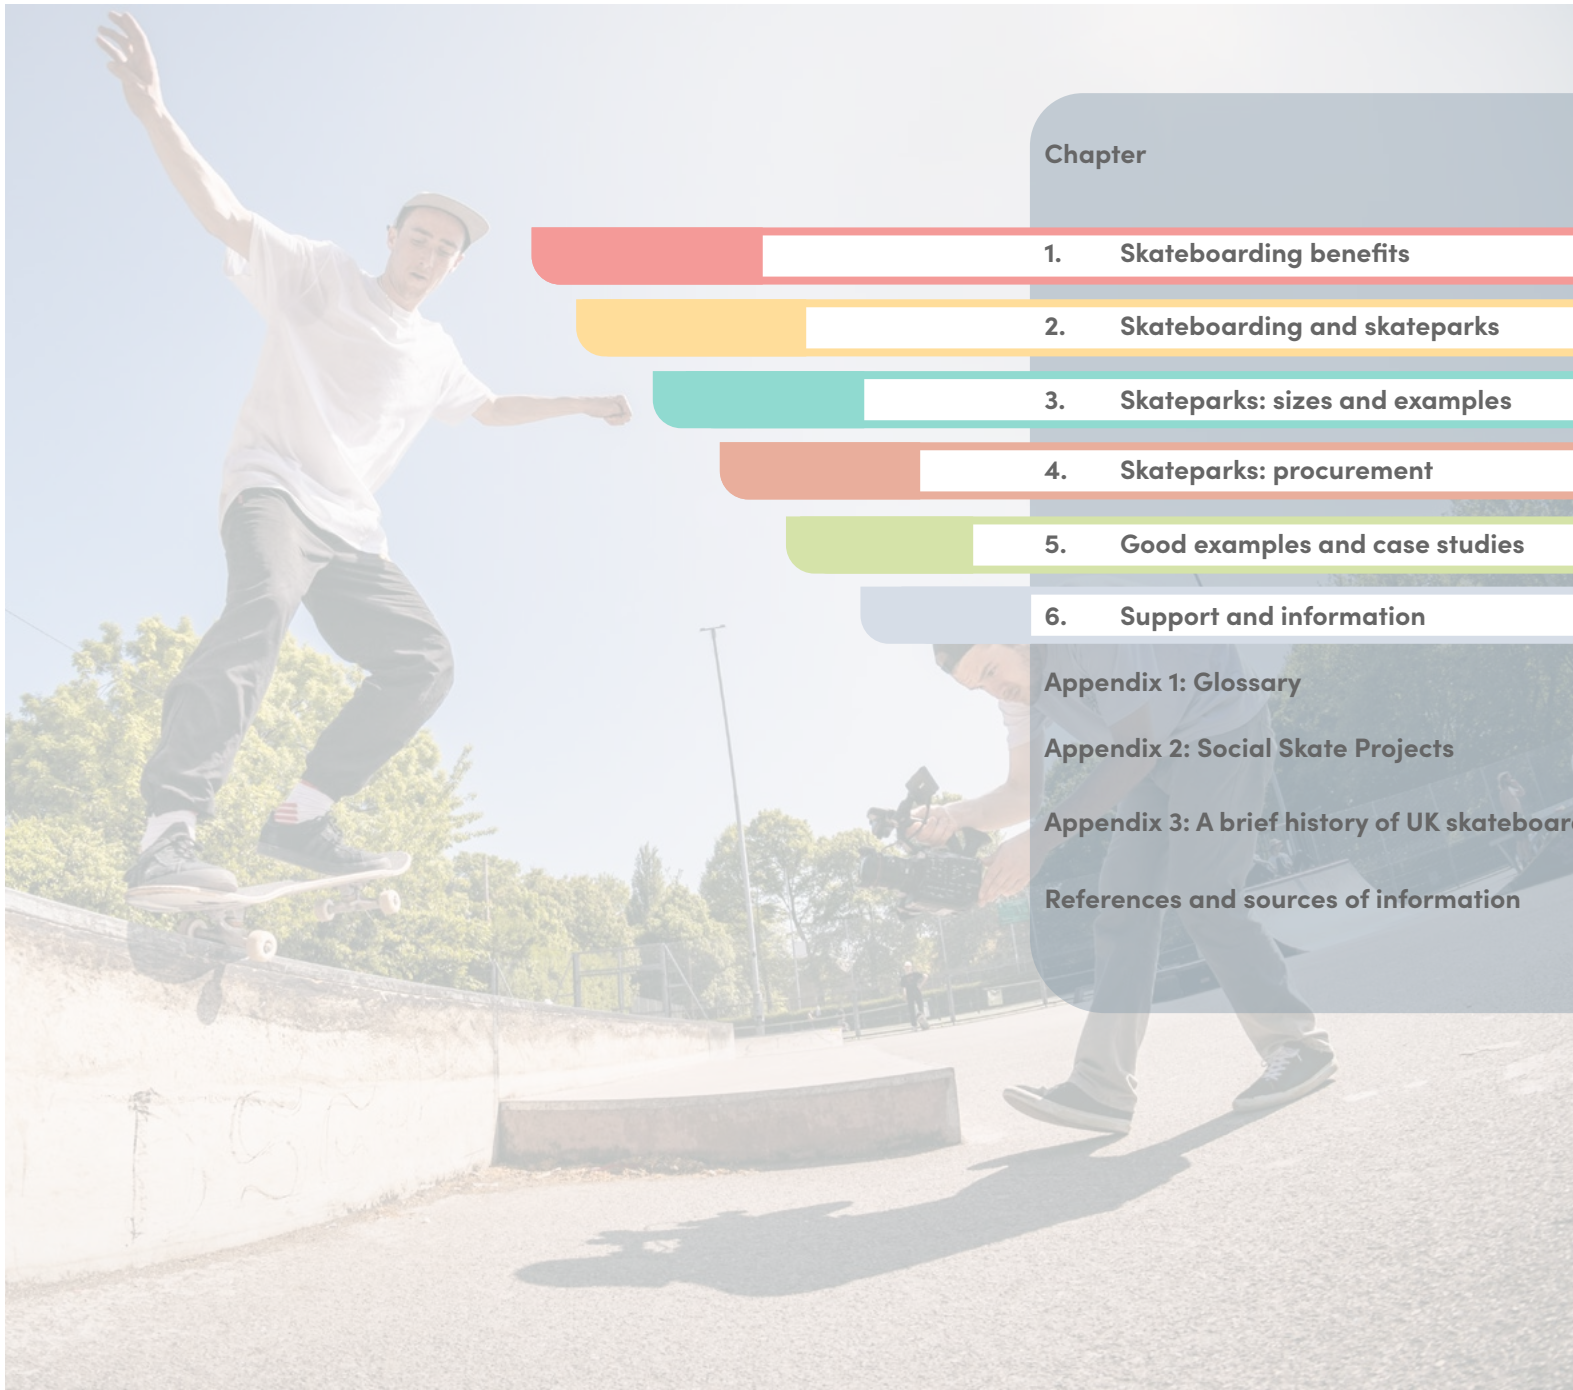 Chapter
1. Skateboarding benefits
2. Skateboarding and skateparks
3. Skateparks: sizes and examples
4. Skateparks: procurement
5. Good examples and case studies
6. Support and information
Appendix 1: Glossary
Appendix 2: Social Skate Projects
Appendix 3: A brief history of UK
References and sources of information